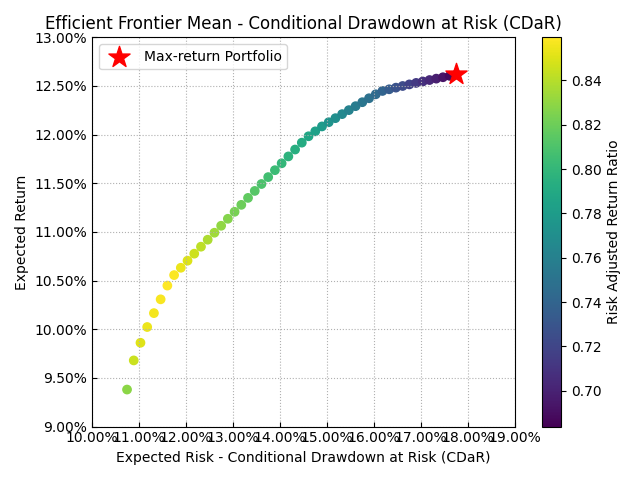 Efficient Frontier Mean - Conditional Drawdown at Risk (CDaR)
Max-return Portfolio
13.00%
12.50%
12.00%
11.50%
11.00%
10.50%
10.00%
9.50%
9.00%
Expected Return
10.00% 11.00% 12.00% 13.00% 14.00% 15.00% 16.00% 17.00% 18.00% 19.00%
Expected Risk - Conditional Drawdown at Risk (CDaR)
0.84
0.82
0.80
0.78
0.76
0.74
0.72
0.70
Risk Adjusted Return Ratio